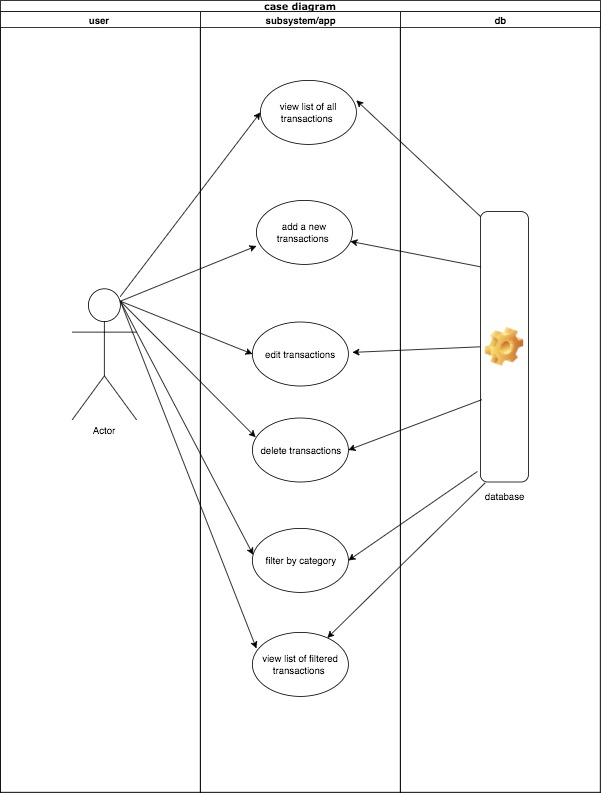 case diagram
user
subsystem/app
db
view list of all
transactions
add a new
transactions
edit transactions
Actor
delete transactions
database
filter by category
view list of filtered
transactions